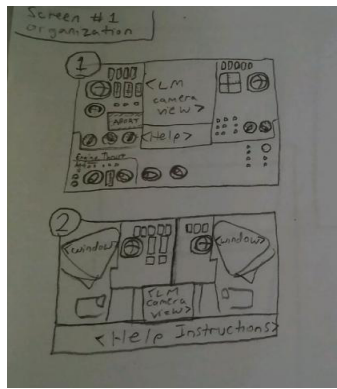 Screen #1
organization
1
<LM
camera
view>
ABORT
<Help>
Engine Thrust
2
<window>
<window>
<LM
camera
view>
<Help Instructions>